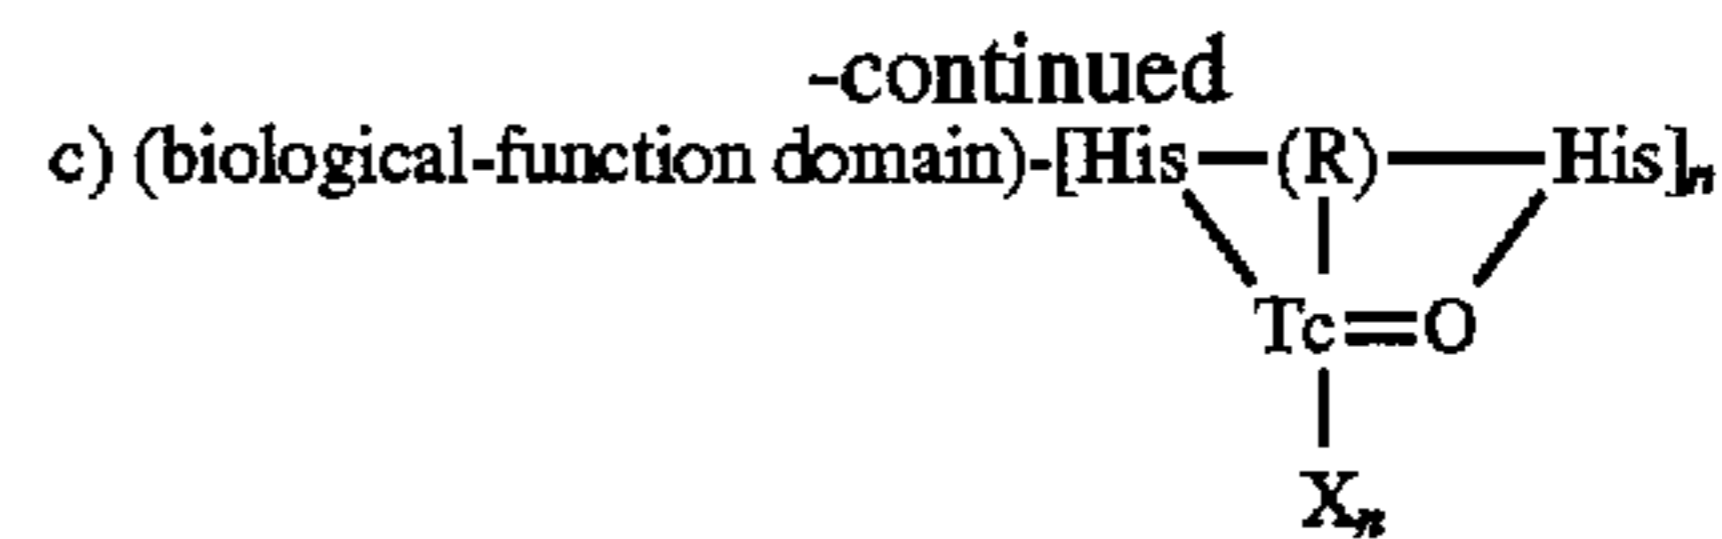 -continued
c) (biological-function domain)-[His—(R)—His]n
Tc=O
Xn